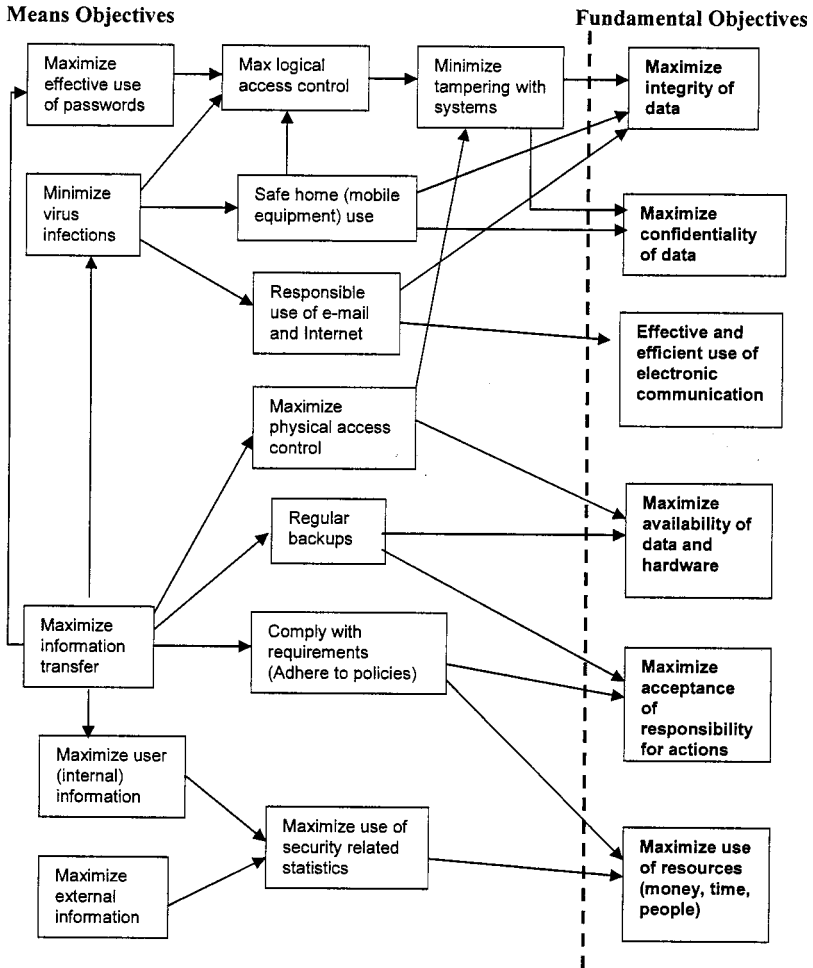 Means Objectives
Fundamental Objectives
Maximize
effective use
of passwords
Max logical
access control
Minimize
tampering with
systems
Maximize
integrity of
data
Minimize
virus
infections
Safe home (mobile
equipment) use
Maximize
confidentiality
of data
Responsible
use of e-mail
and Internet
Effective and
efficient use of
electronic
communication
Maximize
physical access
control
Regular
backups
Maximize
availability of
data and
hardware
Maximize
information
transfer
Comply with
requirements
(Adhere to policies)
Maximize
acceptance
of
responsibility
for actions
Maximize user
(internal)
information
Maximize use of
security related
statistics
Maximize
external
information
Maximize use
of resources
(money, time,
people)